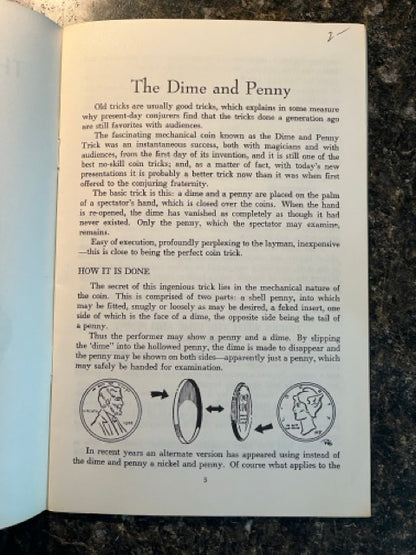 2-
The Dime and Penny
Old tricks are usually good tricks, which explains in some measure
why present-day conjurers find that the tricks done a generation ago
are still favorites with audiences.
The fascinating mechanical coin known as the Dime and Penny
Trick was an instantaneous success, both with magicians and with
audiences, from the first day of its invention, and it is still one of the
best no-skill coin tricks; and, as a matter of fact, with today's new
presentations it is probably a better trick now than it was when first
offered to the conjuring fraternity.
The basic trick is this: a dime and a penny are placed on the palm
of a spectator's hand, which is closed over the coins. When the hand
is re-opened, the dime has vanished as completely as though it had
never existed. Only the penny, which the spectator may examine,
remains.
Easy of execution, profoundly perplexing to the layman, inexpensive
—this is close to being the perfect coin trick.
HOW IT IS DONE
The secret of this ingenious trick lies in the mechanical nature of
the coin. This is comprised of two parts: a shell penny, into which
may be fitted, snugly or loosely as may be desired, a feked insert, one
side of which is the face of a dime, the opposite side being the tail of
a penny.
Thus the performer may show a penny and a dime. By slipping
the 'dime" into the hollowed penny, the dime is made to disappear and
the penny may be shown on both sides—apparently just a penny, which
may safely be handed for examination.
In recent years an alternate version has appeared using instead of
the dime and penny a nickel and penny. Of course what applies to the
5